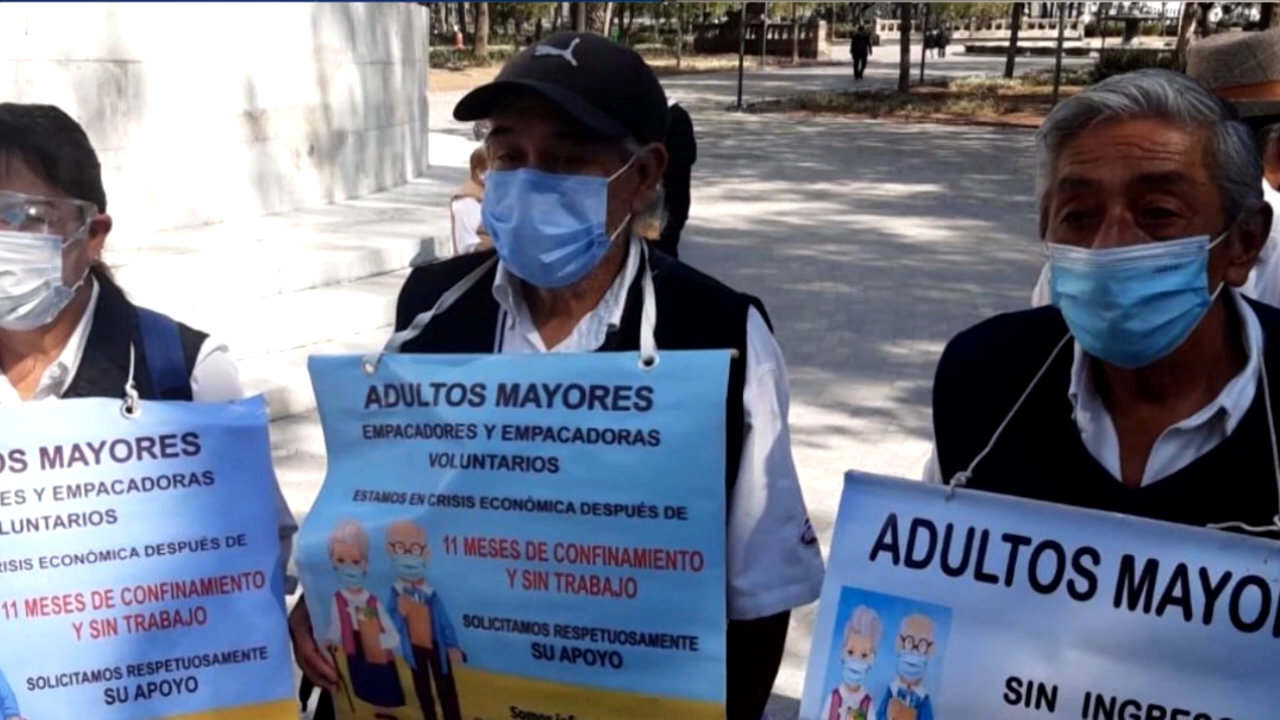 OS MAYORES
ES Y EMPACADORAS
LUNTARIOS
RISIS ECONÓMICA DESPUÉS DE
11 MESES DE CONFINAMIENTO
Y SIN TRABAJO
SOLICITAMOS RESPETUOSAMENTE
SU APOYO
ADULTOS MAYORES
EMPACADORES Y EMPACADORAS
VOLUNTARIOS
ESTAMOS EN CRISIS ECONÓMICA DESPUÉS DE
11 MESES DE CONFINAMIENTO
Y SIN TRABAJO
SOLICITAMOS RESPETUOSAMENTE
SU APOYO
ADULTOS MAYO
SIN INGRES